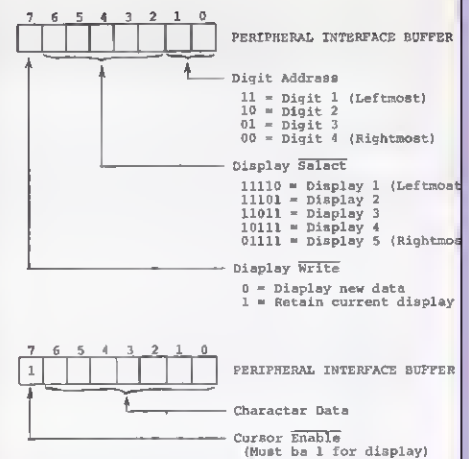 7 6 5 4 3 2 1 0
PERIPHERAL INTERFACE BUFFER
Digit Address
11 = Digit 1 (Leftmost)
10 = Digit 2
01 = Digit 3
00 = Digit 4 (Rightmost)
Display Salact
11110 = Display 1 (Leftmost
11101 = Display 2
11011 = Display 3
10111 = Display 4
01111 = Display 5 (Rightmos
Display Write
0 = Display new data
1 = Retain current display
7 6 5 4 3 2 1 0
1 PERIPHERAL INTERFACE BUFFER
Charactar Data
Cursor Enable
(Must ba 1 for display)